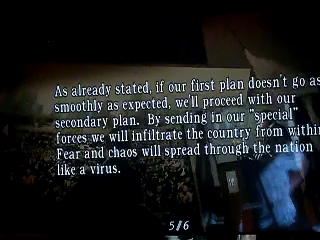 As already stated, if our first plan doesn't go as
smoothly as expected, we'll proceed with our
secondary plan. By sending in our "special"
forces we will infiltrate the country from within
Fear and chaos will spread through the nation
like a virus.
5/6